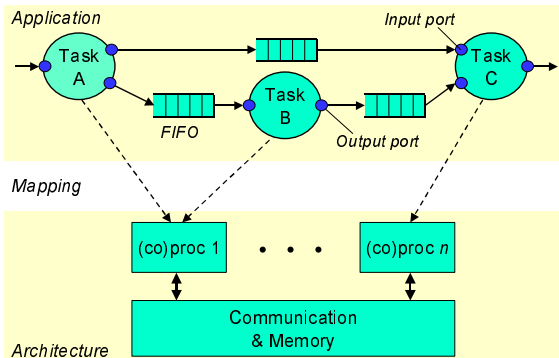 Application
Input port
Task
A
Task
C
FIFO
Task
B
Output port
Mapping
(co)proc 1
. . .
(co)proc n
Communication
& Memory
Architecture